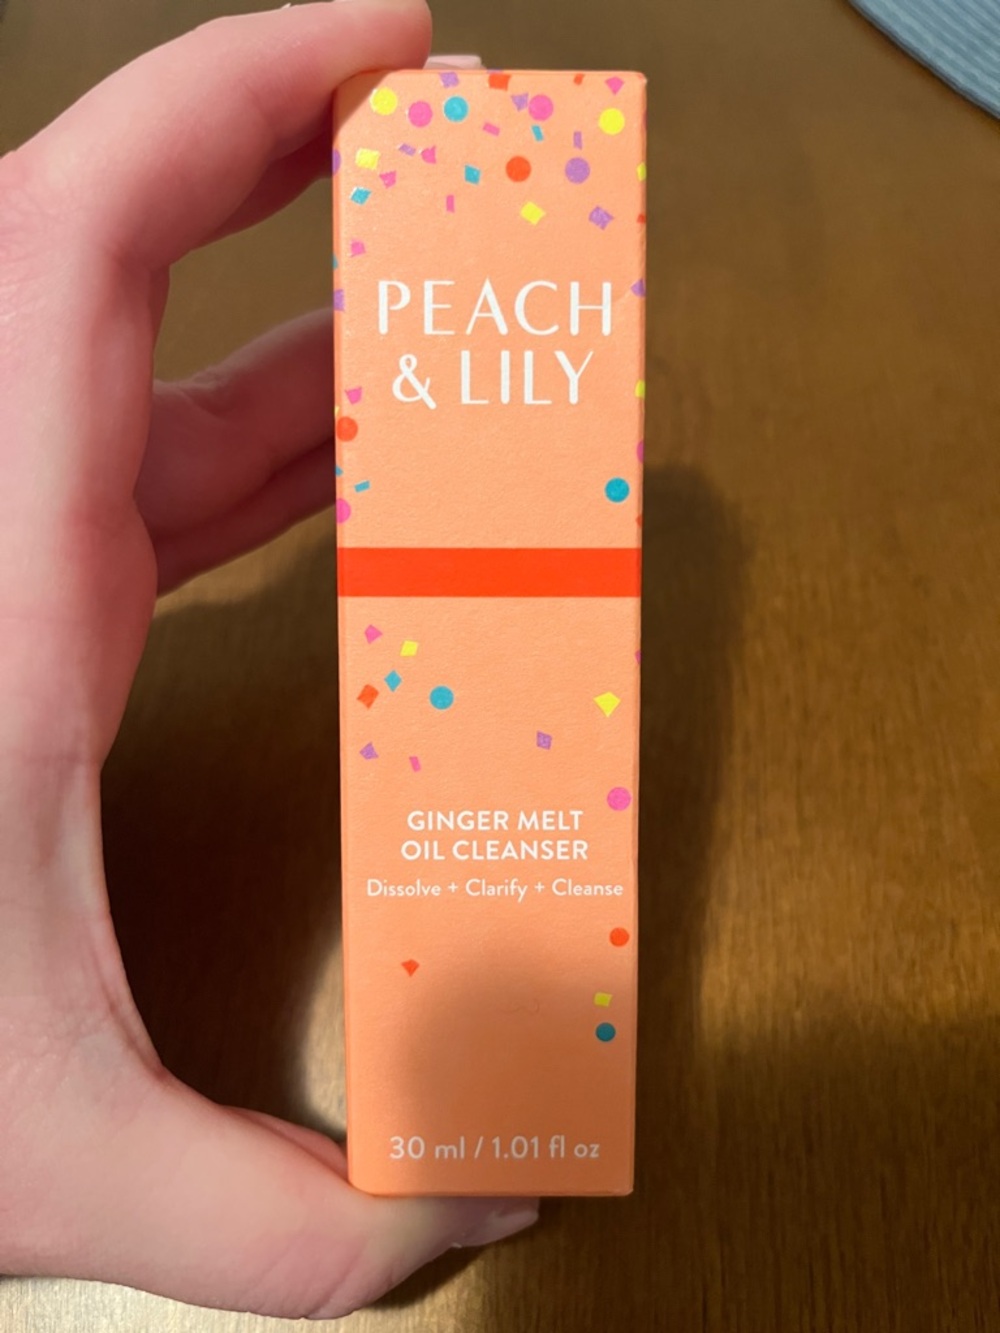 PEACH
& LILY
GINGER MELT
OIL CLEANSER
Dissolve + Clarify + Cleanse
30 ml / 1.01 fl oz